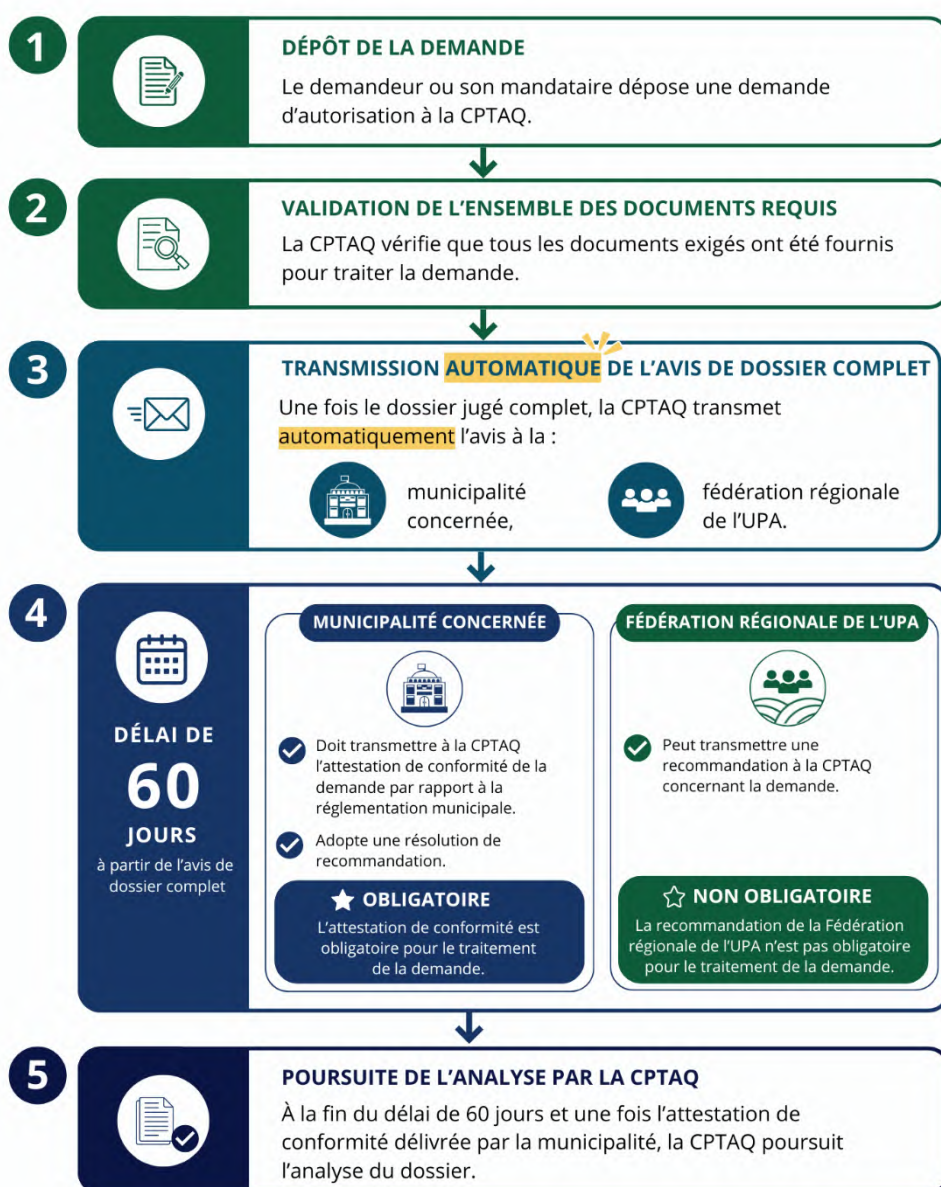 1
DÉPÔT DE LA DEMANDE
Le demandeur ou son mandataire dépose une demande
d'autorisation à la CPTAQ.
2
VALIDATION DE L'ENSEMBLE DES DOCUMENTS REQUIS
La CPTAQ vérifie que tous les documents exigés ont été fournis
pour traiter la demande.
3
TRANSMISSION AUTOMATIQUE DE L'AVIS DE DOSSIER COMPLET
Une fois le dossier jugé complet, la CPTAQ transmet
automatiquement l'avis à la :
municipalité
concernée,
fédération régionale
de l'UPA.
4
DÉLAI DE
60
JOURS
à partir de l'avis de
dossier complet
MUNICIPALITÉ CONCERNÉE
Doit transmettre à la CPTAQ
l'attestation de conformité de la
demande par rapport à la
réglementation municipale.
Adopte une résolution de
recommandation.
OBLIGATOIRE
L'attestation de conformité est
obligatoire pour le traitement
de la demande.
FÉDÉRATION RÉGIONALE DE L'UPA
Peut transmettre une
recommandation à la CPTAQ
concernant la demande.
NON OBLIGATOIRE
La recommandation de la Fédération
régionale de l'UPA n'est pas obligatoire
pour le traitement de la demande.
5
POURSUITE DE L'ANALYSE PAR LA CPTAQ
À la fin du délai de 60 jours et une fois l'attestation de
conformité délivrée par la municipalité, la CPTAQ poursuit
l'analyse du dossier.